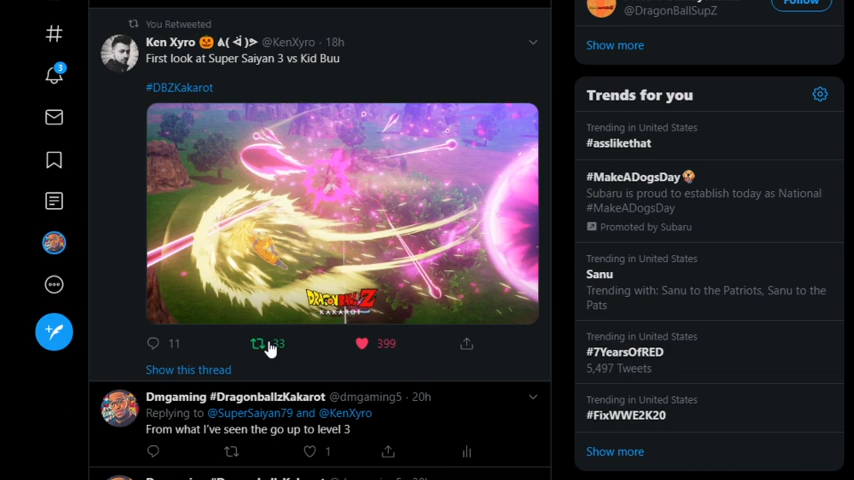 You Retweeted
Ken Xyro 🎃 @KenXyro · 18h
First look at Super Saiyan 3 vs Kid Buu
#DBZKakarot
DRAGON BALL Z
KAKAROT
11
33
399
Show this thread
Dmgaming #DragonballzKakarot @dmgaming5 · 20h
Replying to @SuperSaiyan79 and @KenXyro
From what I've seen the go up to level 3
1
3
@DragonBallSupZ
Follow
Show more
Trends for you
Trending in United States
#asslikethat
#MakeADogsDay
Subaru is proud to establish today as National
#MakeADogsDay
Promoted by Subaru
Trending in United States
Sanu
Trending with: Sanu to the Patriots, Sanu to the
Pats
Trending in United States
#7YearsOfRED
5,497 Tweets
Trending in United States
#FixWWE2K20
Show more